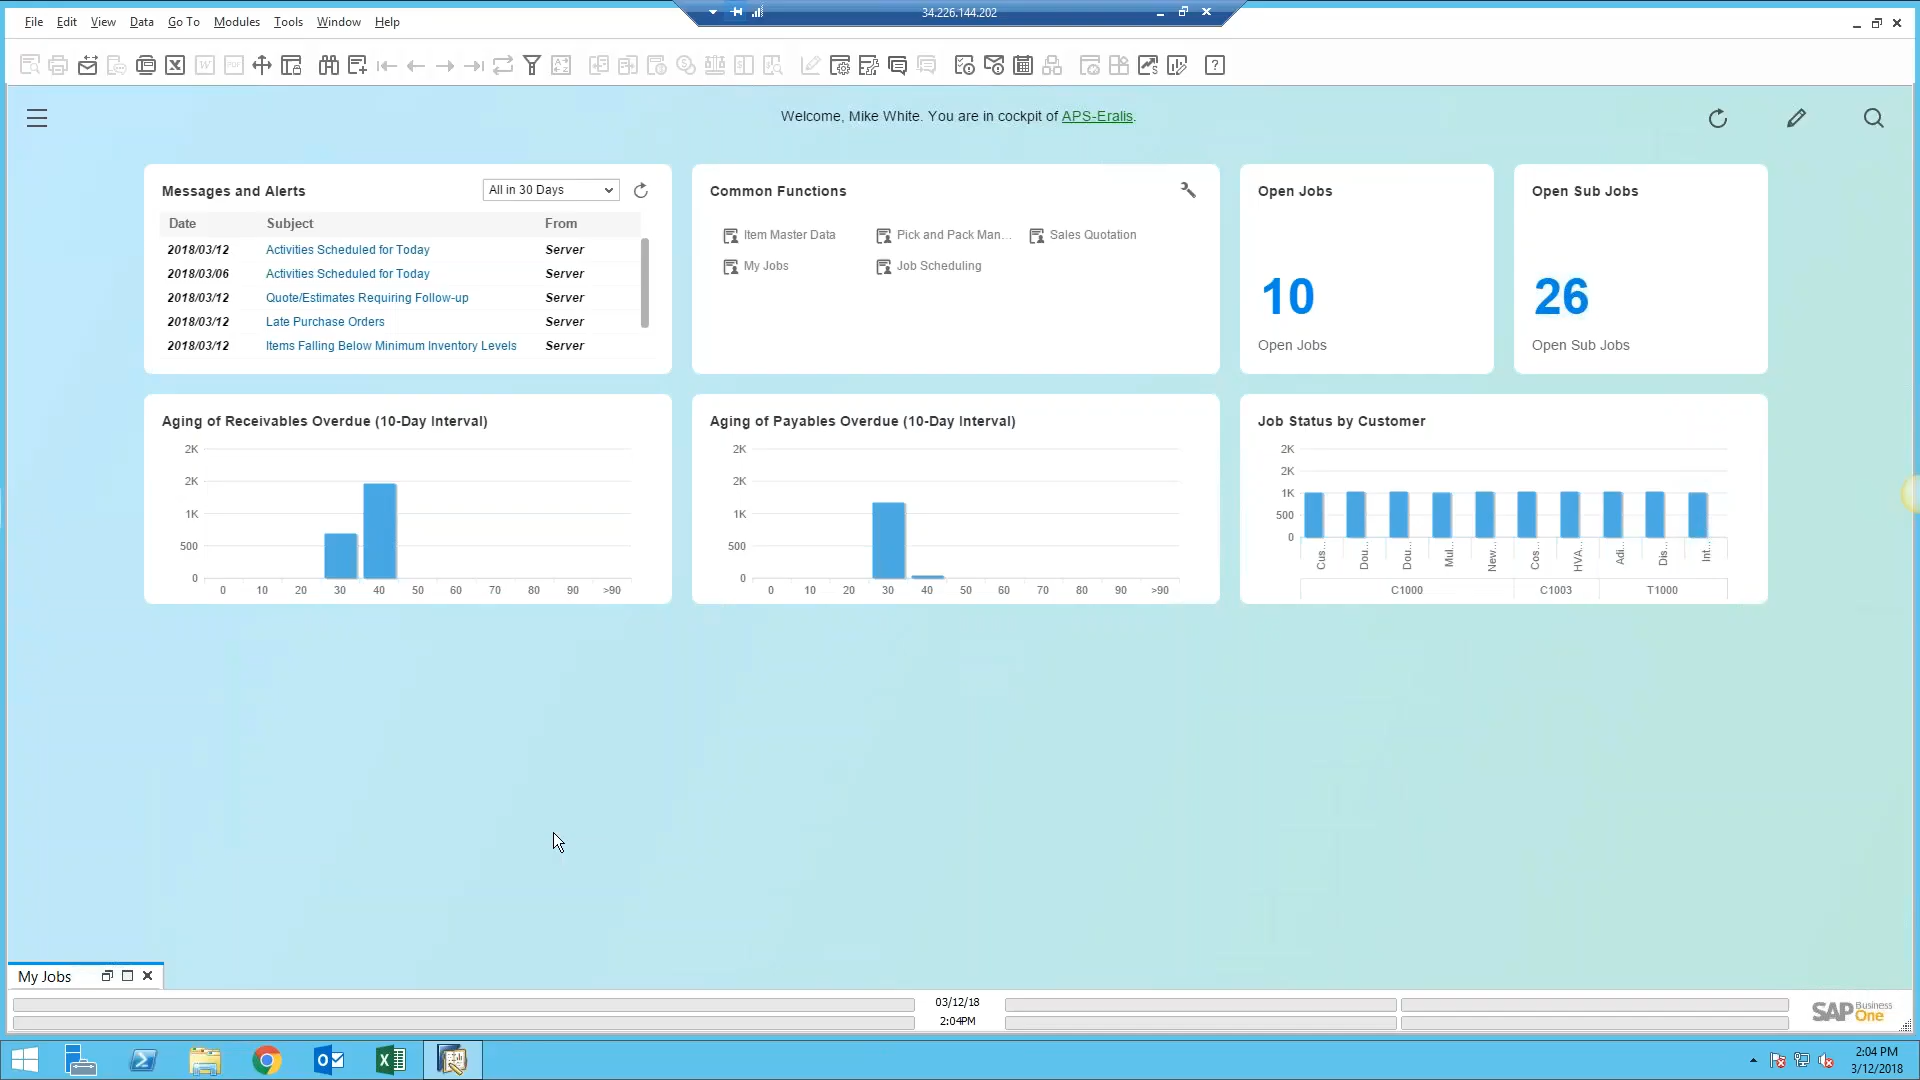 34.226.144.202
File Edit View Data Go To Modules Tools Window Help
Welcome, Mike White. You are in cockpit of APS-Eralis.
Messages and Alerts
All in 30 Days
Date Subject From
2018/03/12 Activities Scheduled for Today Server
2018/03/06 Activities Scheduled for Today Server
2018/03/12 Quote/Estimates Requiring Follow-up Server
2018/03/12 Late Purchase Orders Server
2018/03/12 Items Falling Below Minimum Inventory Levels Server
Common Functions
Item Master Data Pick and Pack Man... Sales Quotation
My Jobs Job Scheduling
Open Jobs
10
Open Jobs
Open Sub Jobs
26
Open Sub Jobs
Aging of Receivables Overdue (10-Day Interval)
2K
2K
1K
500
0
0 10 20 30 40 50 60 70 80 90 >90
Aging of Payables Overdue (10-Day Interval)
2K
2K
1K
500
0
0 10 20 30 40 50 60 70 80 90 >90
Job Status by Customer
2K
2K
1K
500
0
Cus... Dou... Dou... Mul... New... Cos... HVA... Adi... Dis... Int...
C1000 C1003 T1000
My Jobs
03/12/18
2:04PM
SAP Business One
2:04 PM
3/12/2018